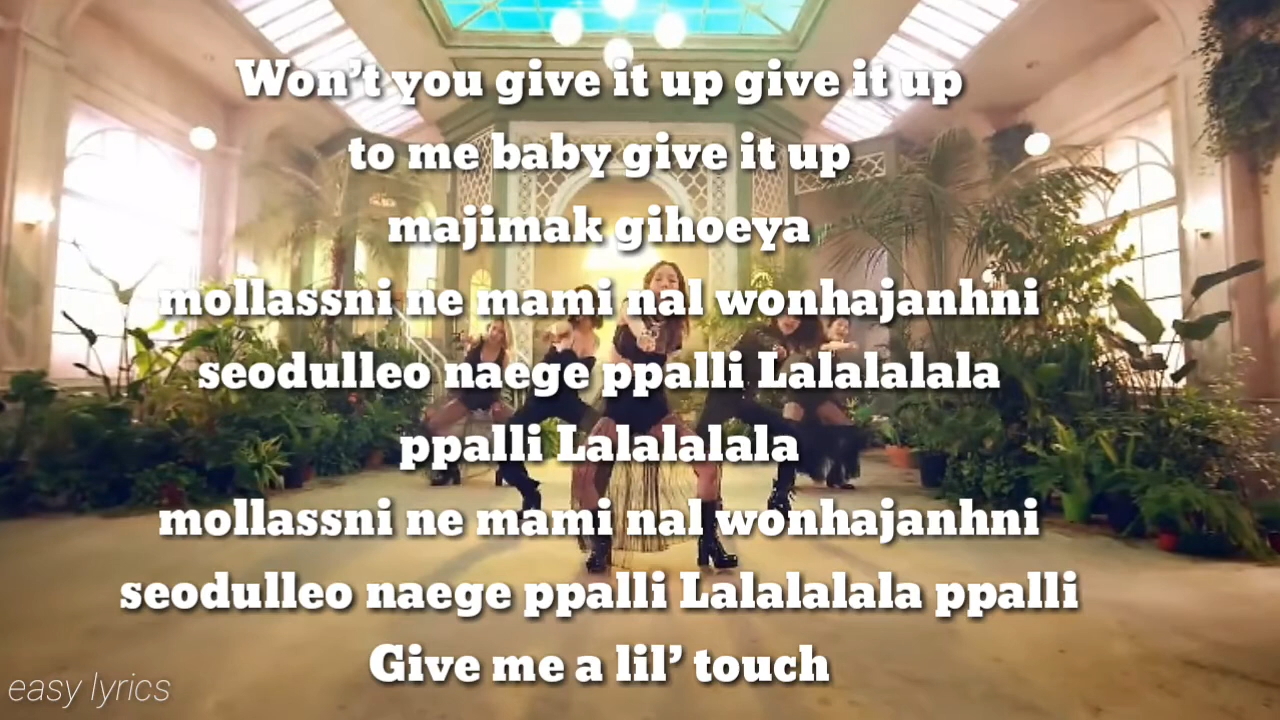 Won't you give it up give it up
to me baby give it up
majimak gihoeya
mollassni ne mami nal wonhajanhni
seodulleo naege ppalli Lalalalala
ppalli Lalalalala
mollassni ne mami nal wonhajanhni
seodulleo naege ppalli Lalalalala ppalli
Give me a lil' touch
easy lyrics